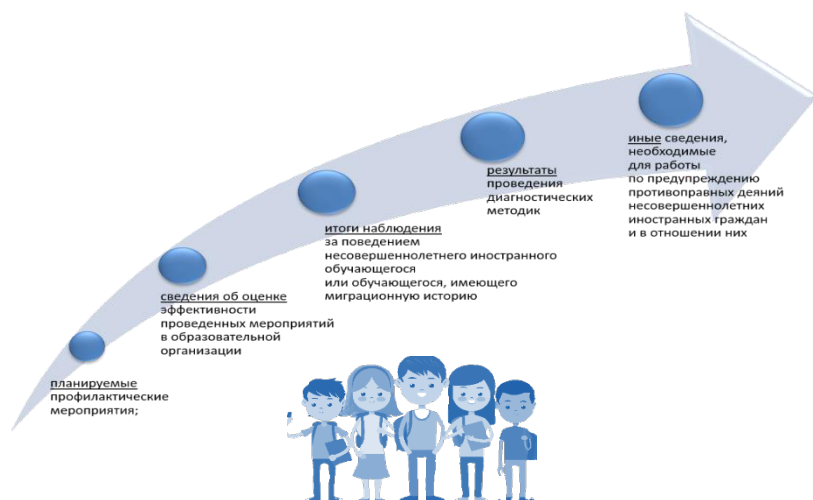 планируемые
профилактические
мероприятия;
сведения об оценке
эффективности
проведенных мероприятий
в образовательной
организации
итоги наблюдения
за поведением
несовершеннолетнего иностранного
обучающегося
или обучающегося, имеющего
миграционную историю
результаты
проведения
диагностических
методик
иные сведения,
необходимые
для работы
по предупреждению
противоправных деяний
несовершеннолетних
иностранных граждан
и в отношении них